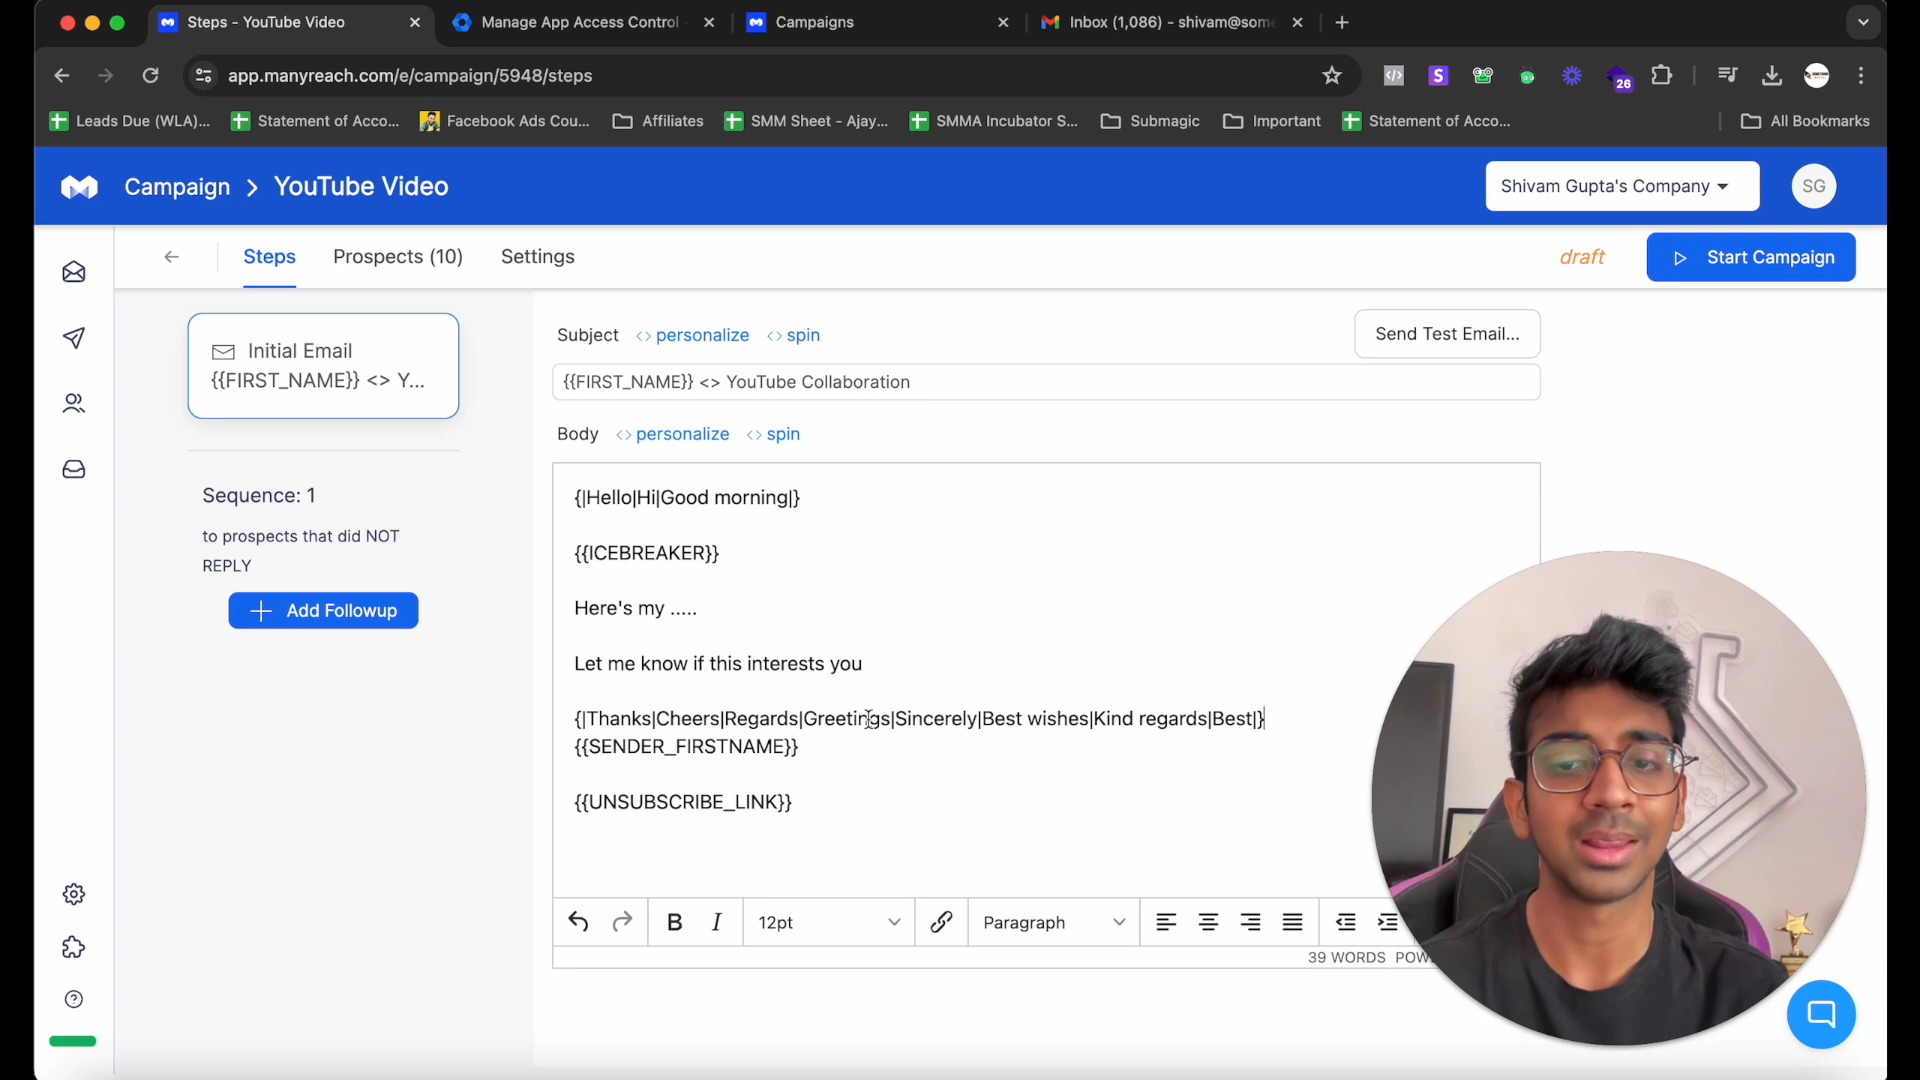 Steps - YouTube Video
Manage App Access Control
Campaigns
Inbox (1,086) - shivam@some
app.manyreach.com/e/campaign/5948/steps
S
26
Leads Due (WLA)...
Statement of Acco...
Facebook Ads Cou...
Affiliates
SMM Sheet - Ajay...
SMMA Incubator S...
Submagic
Important
Statement of Acco...
All Bookmarks
Campaign > YouTube Video
Shivam Gupta's Company
SG
Steps
Prospects (10)
Settings
draft
Start Campaign
Initial Email
{{FIRST_NAME}} <> Y...
Sequence: 1
to prospects that did NOT
REPLY
Add Followup
Subject <> personalize <> spin
Send Test Email...
{{FIRST_NAME}} <> YouTube Collaboration
Body <> personalize <> spin
{|Hello|Hi|Good morning|}
{{ICEBREAKER}}
Here's my .....
Let me know if this interests you
{|Thanks|Cheers|Regards|Greetings|Sincerely|Best wishes|Kind regards|Best|}
{{SENDER_FIRSTNAME}}
{{UNSUBSCRIBE_LINK}}
B I 12pt Paragraph
39 WORDS